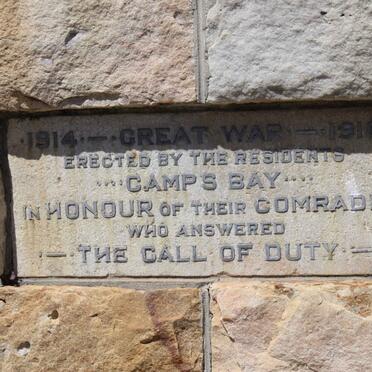 1914 — GREAT WAR — 191
ERECTED BY THE RESIDENTS
CAMPS BAY
IN HONOUR OF THEIR COMRAD
WHO ANSWERED
— THE CALL OF DUTY —